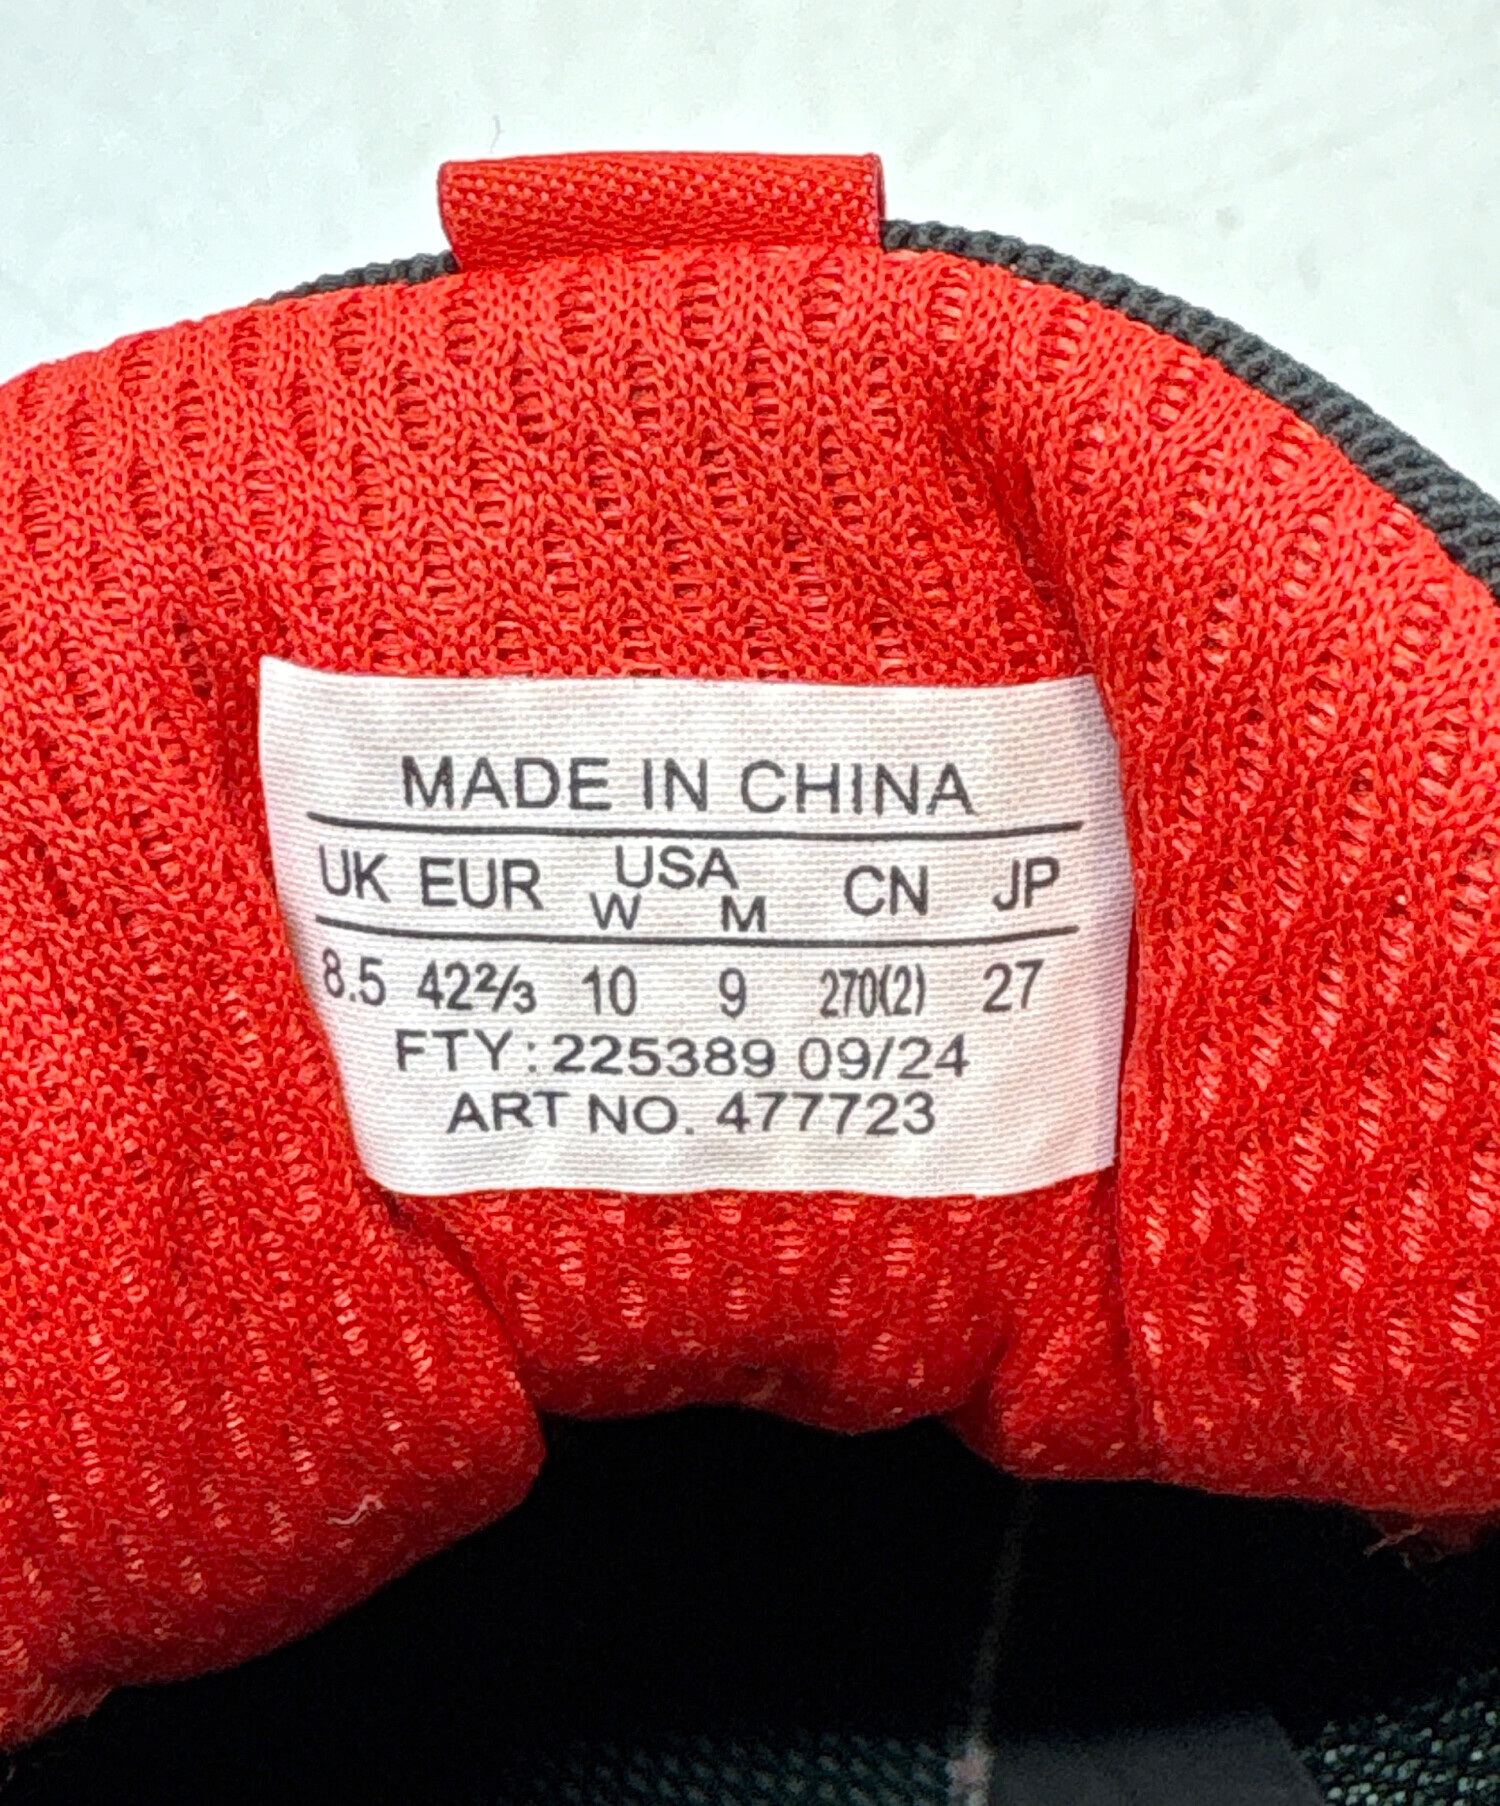 MADE IN CHINA
UK EUR USA CN JP
W M
8.5 42⅔ 10 9 270(2) 27
FTY: 225389 09/24
ART NO. 477723